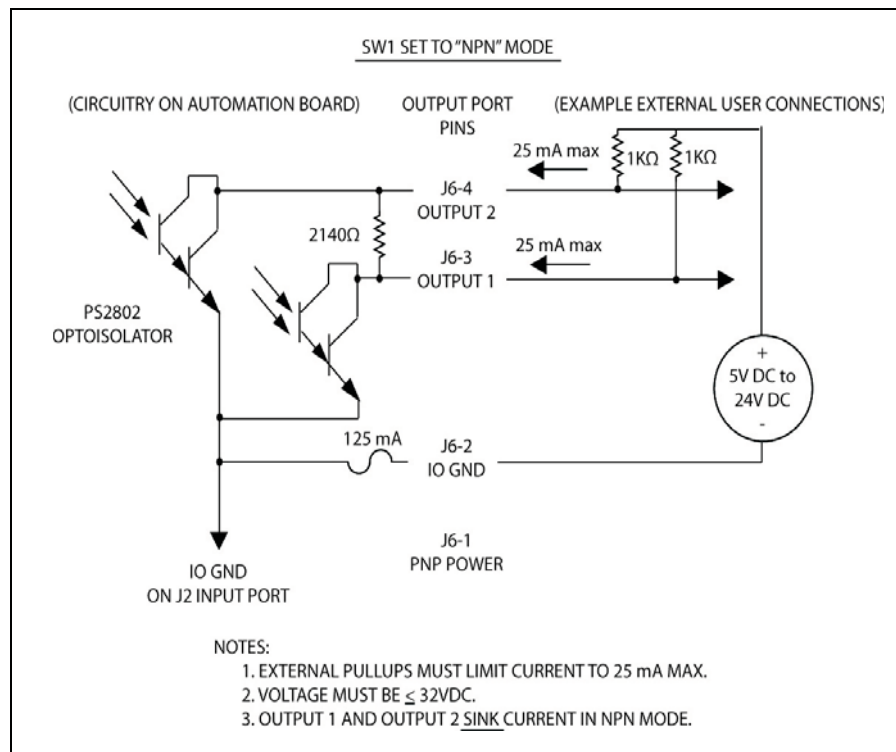 SW1 SET TO "NPN" MODE
(CIRCUITRY ON AUTOMATION BOARD)
OUTPUT PORT
PINS
(EXAMPLE EXTERNAL USER CONNECTIONS)
25 mA max
1KΩ
1KΩ
J6-4
OUTPUT 2
2140Ω
J6-3
OUTPUT 1
25 mA max
PS2802
OPTOISOLATOR
+
5V DC to
24V DC
-
125 mA
J6-2
IO GND
J6-1
PNP POWER
IO GND
ON J2 INPUT PORT
NOTES:
1. EXTERNAL PULLUPS MUST LIMIT CURRENT TO 25 mA MAX.
2. VOLTAGE MUST BE ≤ 32VDC.
3. OUTPUT 1 AND OUTPUT 2 SINK CURRENT IN NPN MODE.